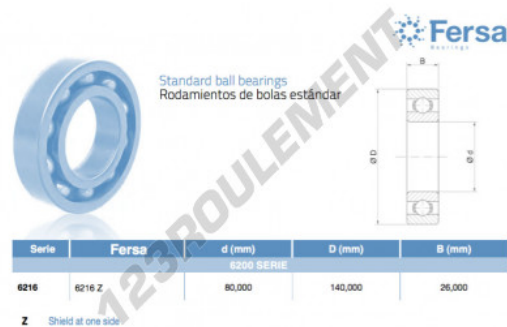 Fersa
Bearings
Standard ball bearings
Rodamientos de bolas estándar
B
Ø D
Ø d
Serie Fersa d (mm) D (mm) B (mm)
6200 SERIE
6216 6216 Z 80,000 140,000 26,000
Z Shield at one side
123ROULEMENT